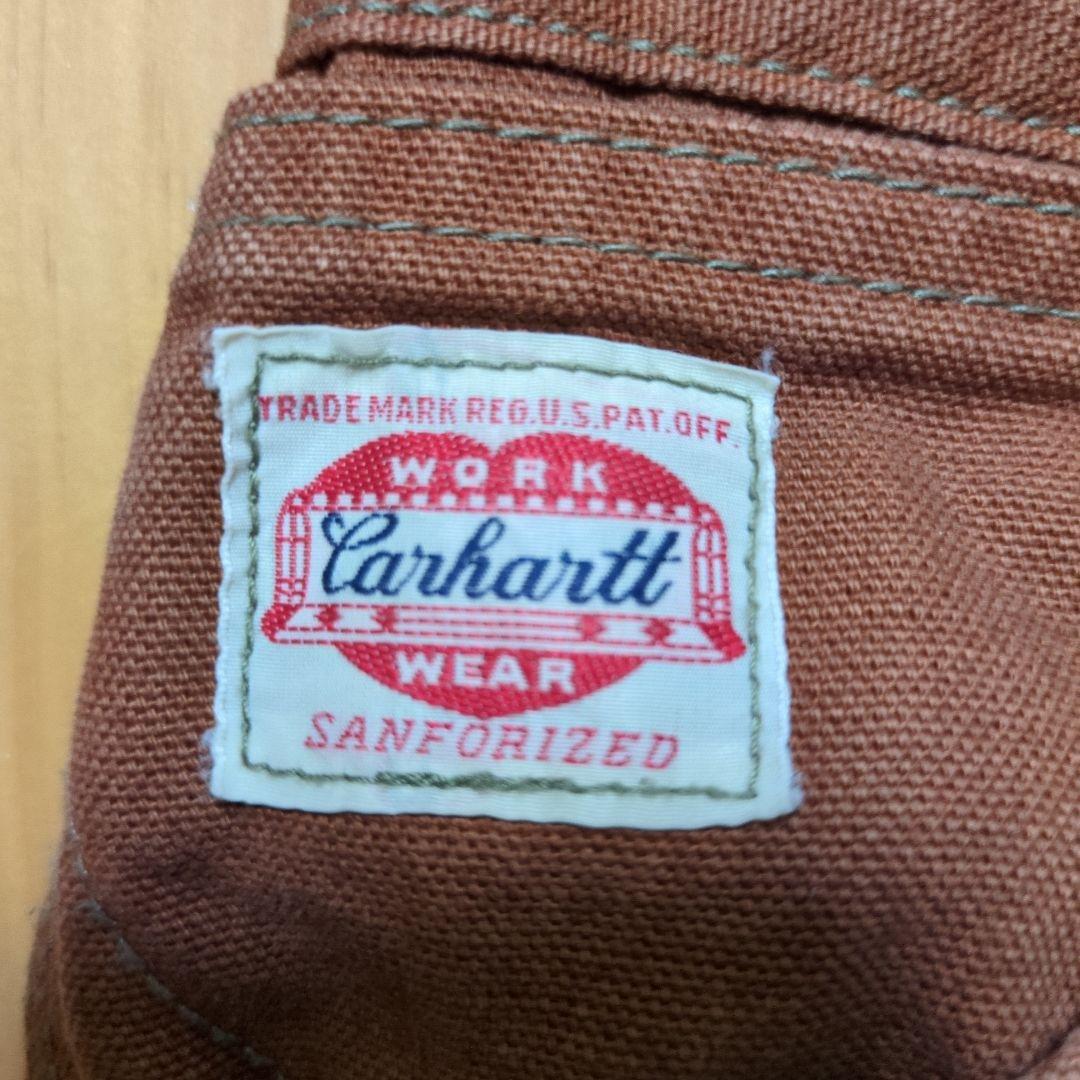 TRADE MARK REG.U.S.PAT.OFF.
WORK
Carhartt
WEAR
SANFORIZED